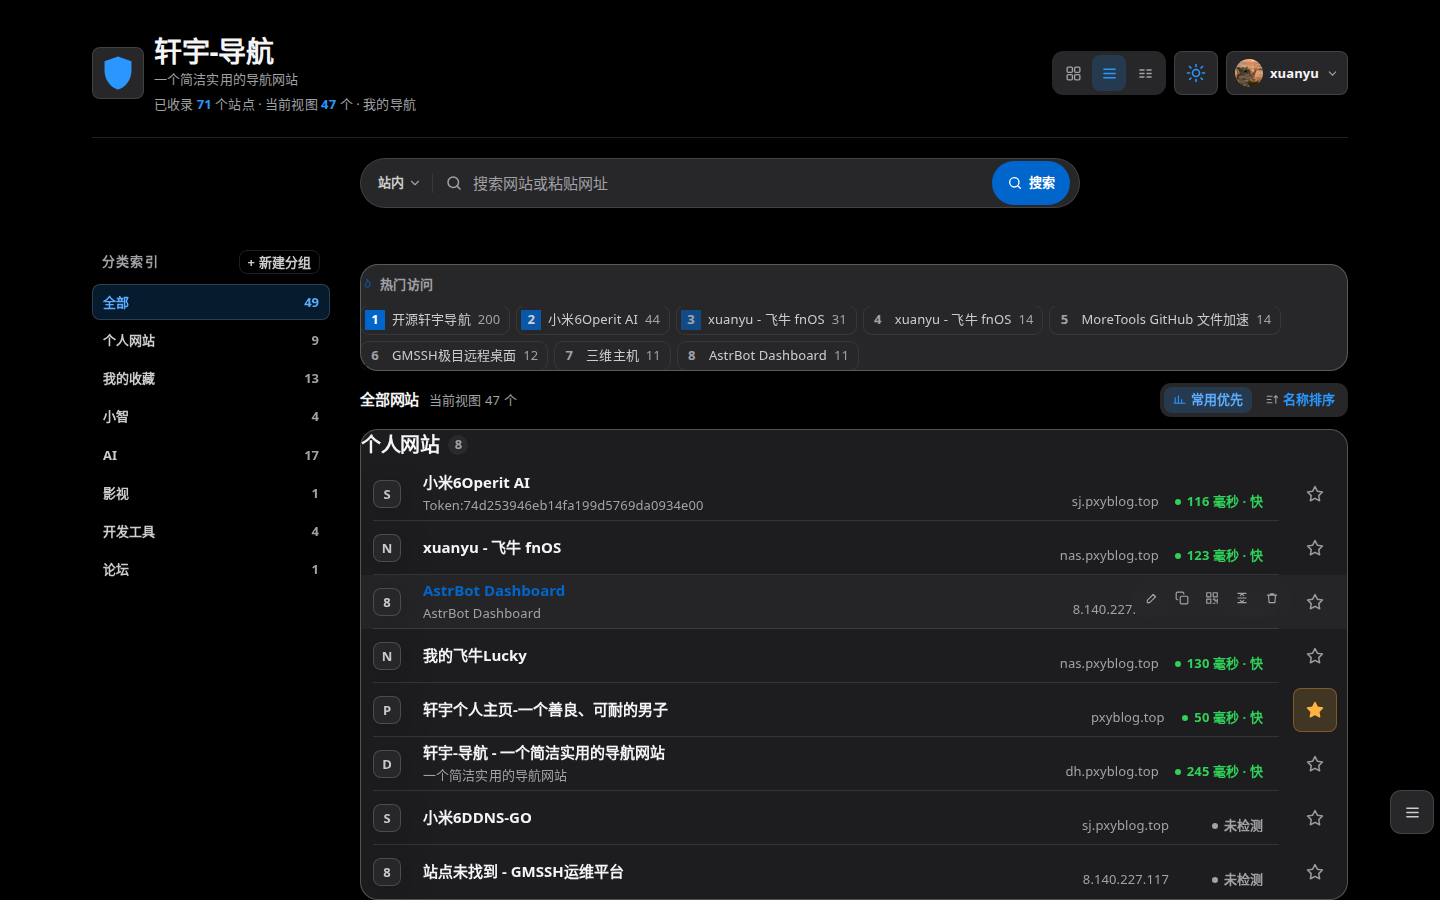 轩宇-导航
一个简洁实用的导航网站
已收录 71 个站点 · 当前视图 47 个 · 我的导航
xuanyu
站内
搜索网站或粘贴网址
搜索
分类索引
+ 新建分组
全部 49
个人网站 9
我的收藏 13
小智 4
AI 17
影视 1
开发工具 4
论坛 1
热门访问
1 开源轩宇导航 200
2 小米6Operit AI 44
3 xuanyu - 飞牛 fnOS 31
4 xuanyu - 飞牛 fnOS 14
5 MoreTools GitHub 文件加速 14
6 GMSSH极目远程桌面 12
7 三维主机 11
8 AstrBot Dashboard 11
全部网站 当前视图 47 个
常用优先
名称排序
个人网站 8
S
小米6Operit AI
Token:74d253946eb14fa199d5769da0934e00
sj.pxyblog.top 116 毫秒 · 快
N
xuanyu - 飞牛 fnOS
nas.pxyblog.top 123 毫秒 · 快
8
AstrBot Dashboard
AstrBot Dashboard
8.140.227.
N
我的飞牛Lucky
nas.pxyblog.top 130 毫秒 · 快
P
轩宇个人主页-一个善良、可耐的男子
pxyblog.top 50 毫秒 · 快
D
轩宇-导航 - 一个简洁实用的导航网站
一个简洁实用的导航网站
dh.pxyblog.top 245 毫秒 · 快
S
小米6DDNS-GO
sj.pxyblog.top 未检测
8
站点未找到 - GMSSH运维平台
8.140.227.117 未检测